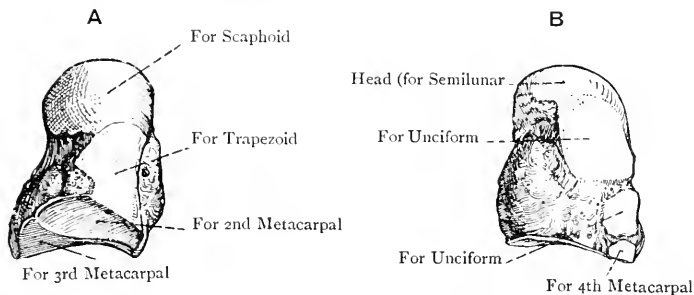 A
For Scaphoid
For Trapezoid
For 2nd Metacarpal
For 3rd Metacarpal
B
Head (for Semilunar
For Unciform
For Unciform
For 4th Metacarpal